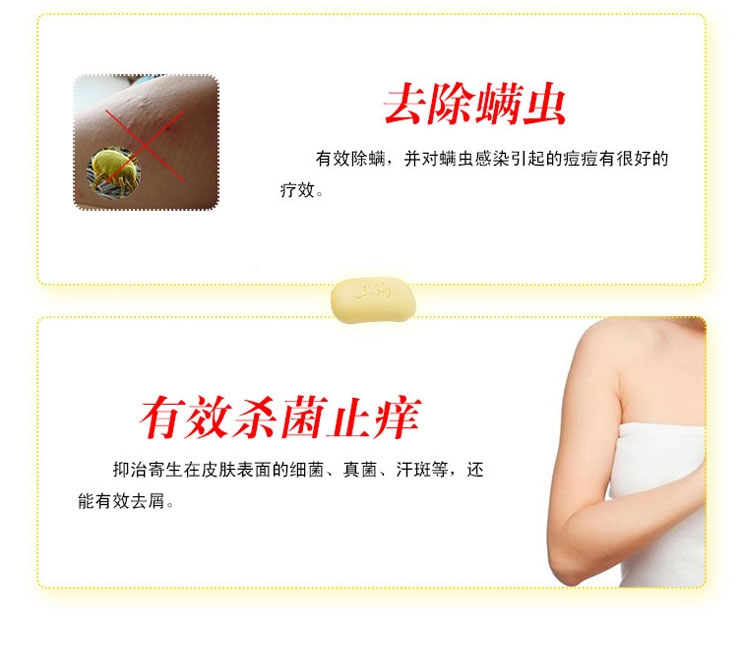 去除螨虫
有效除螨，并对螨虫感染引起的痘痘有很好的
疗效。
上海
有效杀菌止痒
抑治寄生在皮肤表面的细菌、真菌、汗斑等，还
能有效去屑。